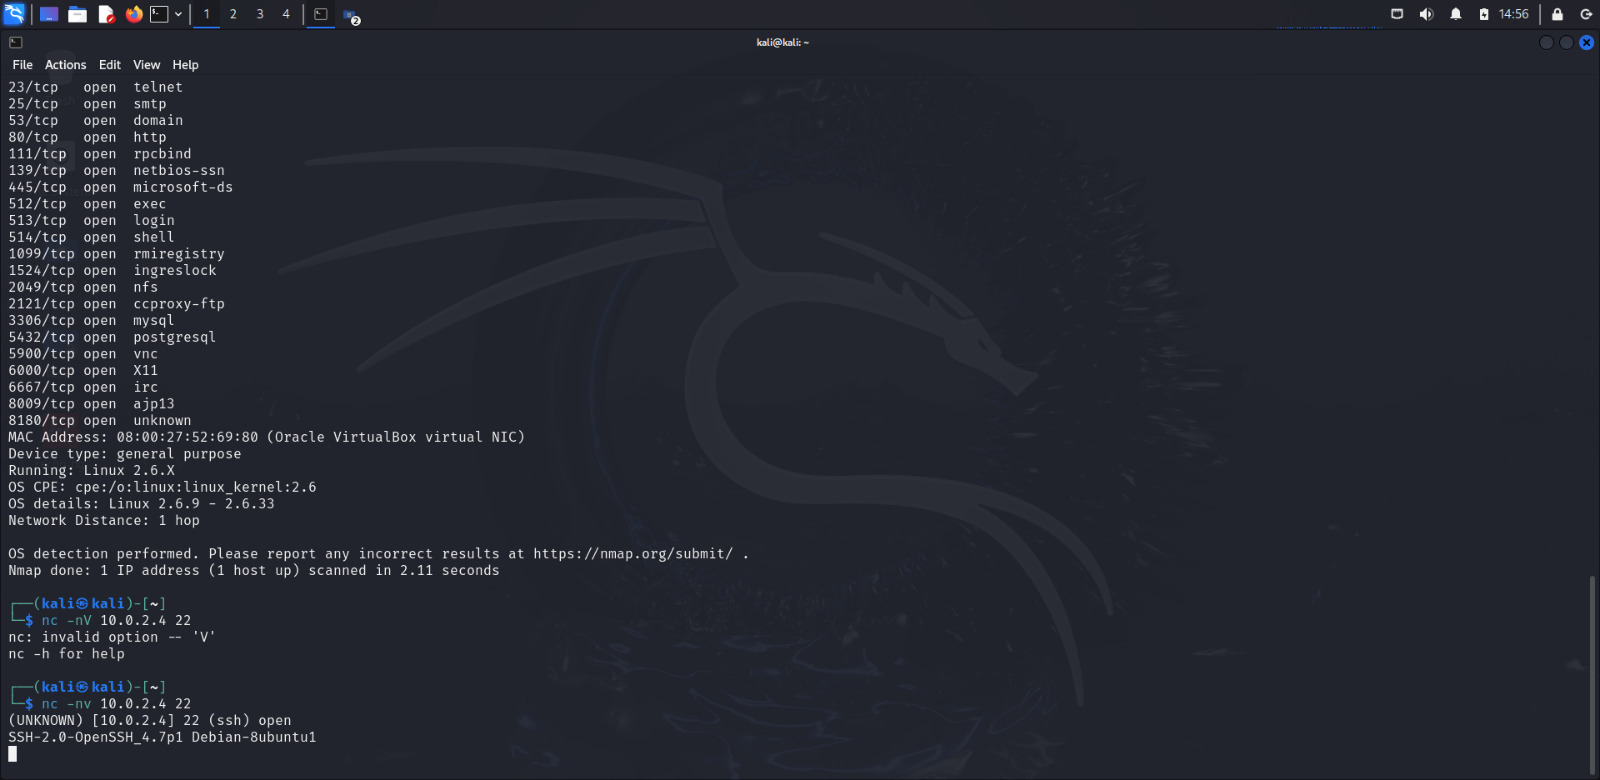 1 2 3 4 2 14:56
kali@kali: ~
File Actions Edit View Help
23/tcp open telnet
25/tcp open smtp
53/tcp open domain
80/tcp open http
111/tcp open rpcbind
139/tcp open netbios-ssn
445/tcp open microsoft-ds
512/tcp open exec
513/tcp open login
514/tcp open shell
1099/tcp open rmiregistry
1524/tcp open ingreslock
2049/tcp open nfs
2121/tcp open ccproxy-ftp
3306/tcp open mysql
5432/tcp open postgresql
5900/tcp open vnc
6000/tcp open X11
6667/tcp open irc
8009/tcp open ajp13
8180/tcp open unknown
MAC Address: 08:00:27:52:69:80 (Oracle VirtualBox virtual NIC)
Device type: general purpose
Running: Linux 2.6.X
OS CPE: cpe:/o:linux:linux_kernel:2.6
OS details: Linux 2.6.9 - 2.6.33
Network Distance: 1 hop
OS detection performed. Please report any incorrect results at https://nmap.org/submit/ .
Nmap done: 1 IP address (1 host up) scanned in 2.11 seconds
┌──(kali㉿kali)-[~]
└─$ nc -nV 10.0.2.4 22
nc: invalid option -- 'V'
nc -h for help
┌──(kali㉿kali)-[~]
└─$ nc -nv 10.0.2.4 22
(UNKNOWN) [10.0.2.4] 22 (ssh) open
SSH-2.0-OpenSSH_4.7p1 Debian-8ubuntu1